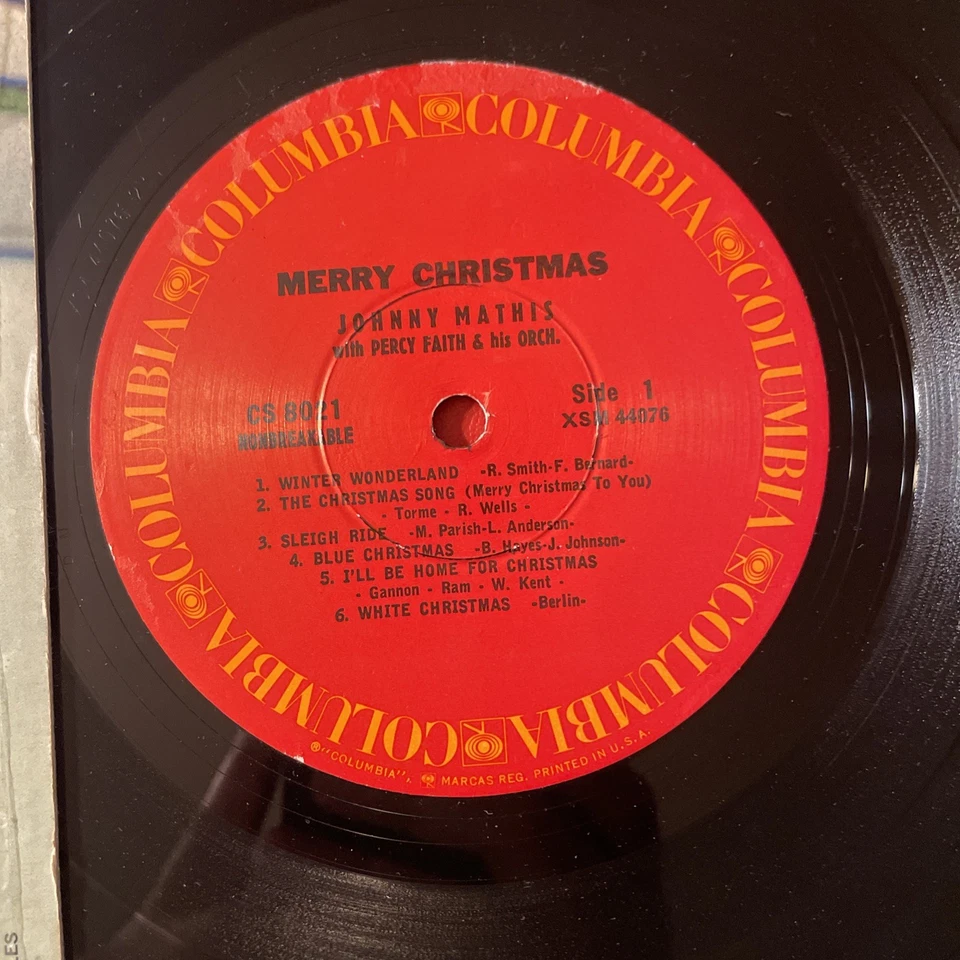 COLUMBIA COLUMBIA COLUMBIA COLUMBIA COLUMBIA COLUMBIA
MERRY CHRISTMAS
JOHNNY MATHIS
with PERCY FAITH & his ORCH.
CS 8021
NONBREAKABLE
Side 1
XSM 44076
1. WINTER WONDERLAND -R. Smith-F. Bernard-
2. THE CHRISTMAS SONG (Merry Christmas To You)
- Torme - R. Wells -
3. SLEIGH RIDE -M. Parish-L. Anderson-
4. BLUE CHRISTMAS -B. Hayes-J. Johnson-
5. I'LL BE HOME FOR CHRISTMAS
- Gannon - Ram - W. Kent -
6. WHITE CHRISTMAS -Berlin-
®"COLUMBIA", MARCAS REG. PRINTED IN U.S.A.
LES